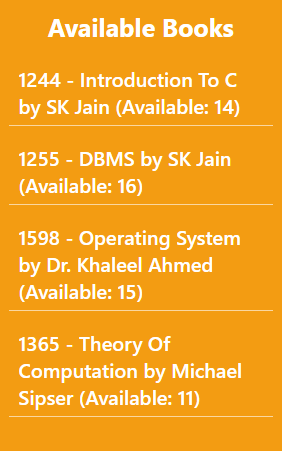 Available Books
1244 - Introduction To C
by SK Jain (Available: 14)
1255 - DBMS by SK Jain
(Available: 16)
1598 - Operating System
by Dr. Khaleel Ahmed
(Available: 15)
1365 - Theory Of
Computation by Michael
Sipser (Available: 11)